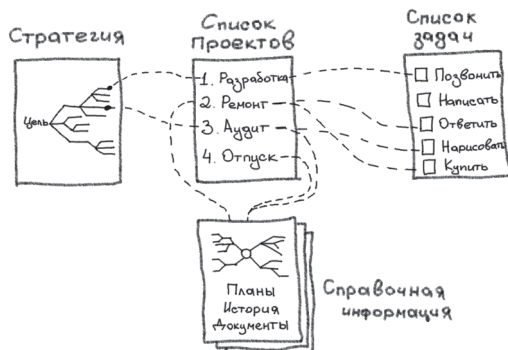 Стратегия
Цель
Список
проектов
1. Разработка
2. Ремонт
3. Аудит
4. Отпуск
Список
задач
Позвонить
Написать
Ответить
Нарисовать
Купить
Планы
История
Документы
Справочная
информация